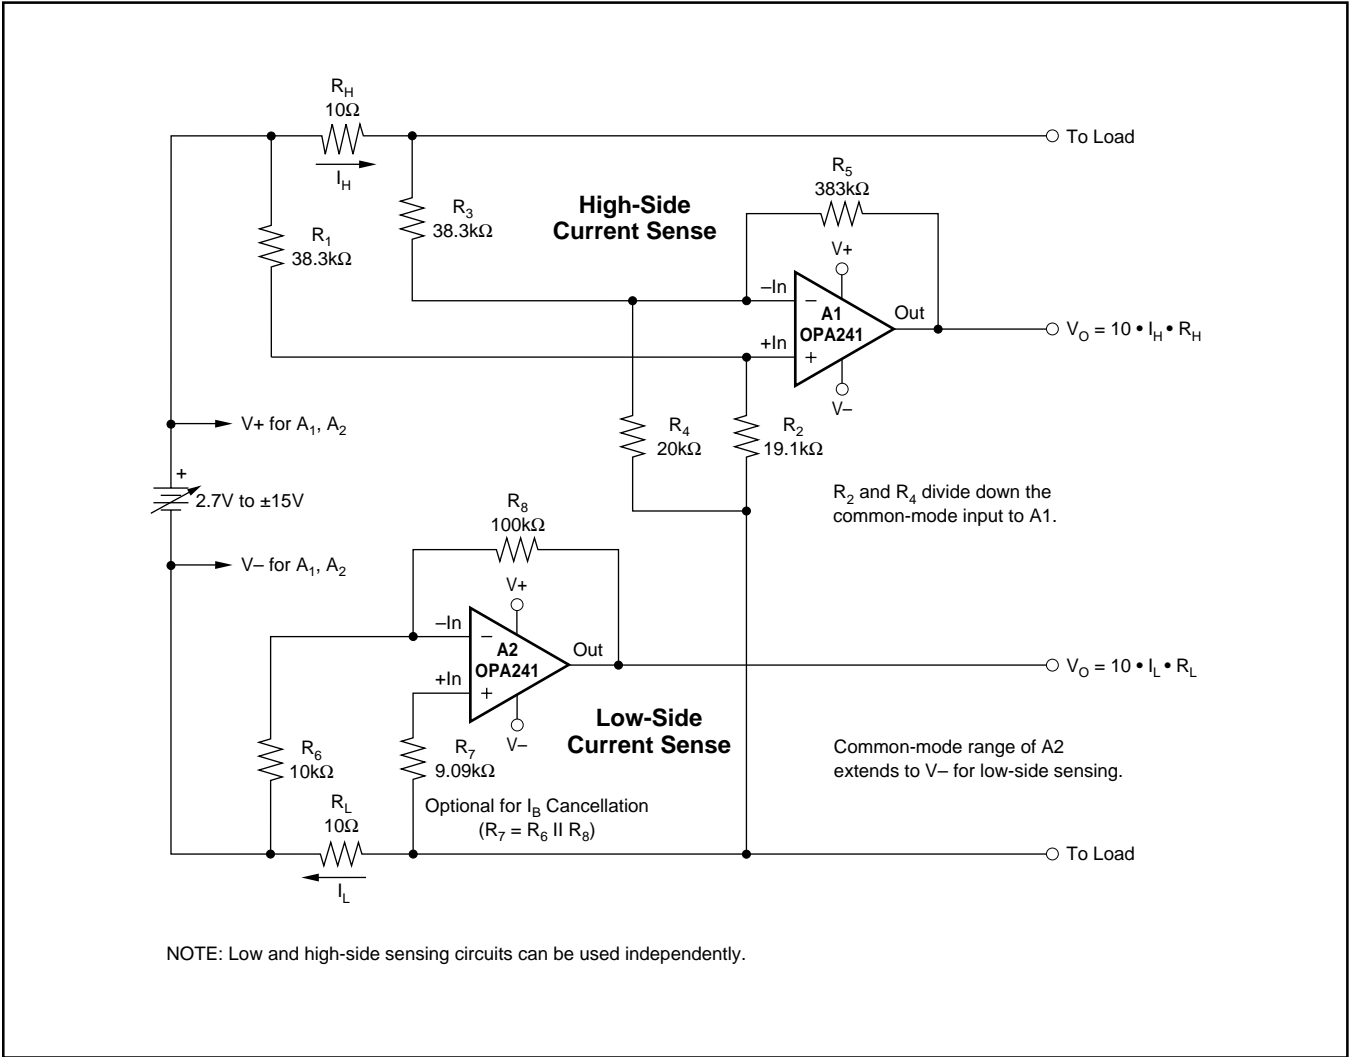 R_H
10Ω
I_H
To Load
R_5
383kΩ
High-Side
Current Sense
R_3
38.3kΩ
R_1
38.3kΩ
V+
–In
–
A1
OPA241
Out
+In
+
V–
V_O = 10 • I_H • R_H
V+ for A_1, A_2
R_4
20kΩ
R_2
19.1kΩ
+
2.7V to ±15V
R_2 and R_4 divide down the
common-mode input to A1.
V– for A_1, A_2
R_8
100kΩ
V+
–In
–
A2
OPA241
Out
+In
+
V–
V_O = 10 • I_L • R_L
Low-Side
Current Sense
R_6
10kΩ
R_7
9.09kΩ
Common-mode range of A2
extends to V– for low-side sensing.
R_L
10Ω
Optional for I_B Cancellation
(R_7 = R_6 II R_8)
I_L
To Load
NOTE: Low and high-side sensing circuits can be used independently.